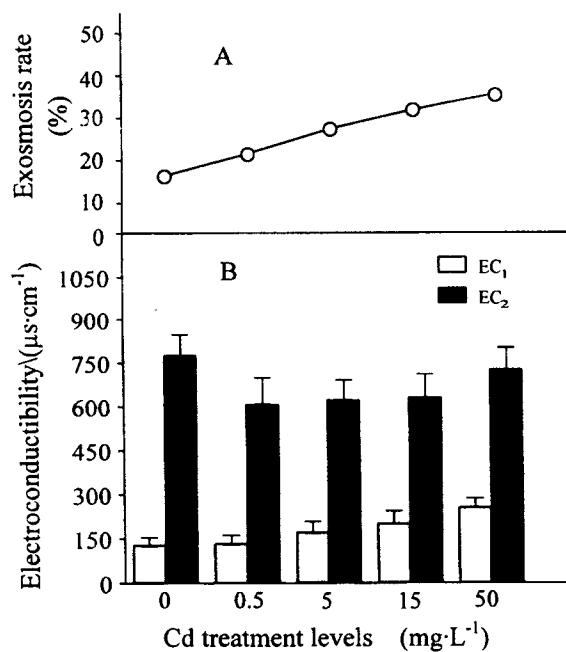 Exosmosis rate
(%)
50
40
30
20
10
0
A
Electroconductibility\(μs·cm⁻¹)
1050
900
750
600
450
300
150
0
B
EC₁
EC₂
0 0.5 5 15 50
Cd treatment levels (mg·L⁻¹)